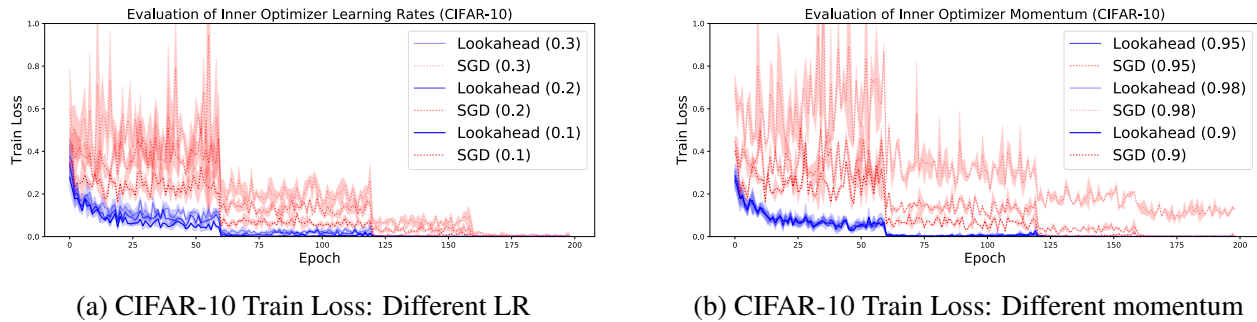 Evaluation of Inner Optimizer Learning Rates (CIFAR-10)
1.0
0.8
0.6
0.4
0.2
0.0
Train Loss
0 25 50 75 100 125 150 175 200
Epoch
Lookahead (0.3)
SGD (0.3)
Lookahead (0.2)
SGD (0.2)
Lookahead (0.1)
SGD (0.1)
(a) CIFAR-10 Train Loss: Different LR
Evaluation of Inner Optimizer Momentum (CIFAR-10)
1.0
0.8
0.6
0.4
0.2
0.0
Train Loss
0 25 50 75 100 125 150 175 200
Epoch
Lookahead (0.95)
SGD (0.95)
Lookahead (0.98)
SGD (0.98)
Lookahead (0.9)
SGD (0.9)
(b) CIFAR-10 Train Loss: Different momentum